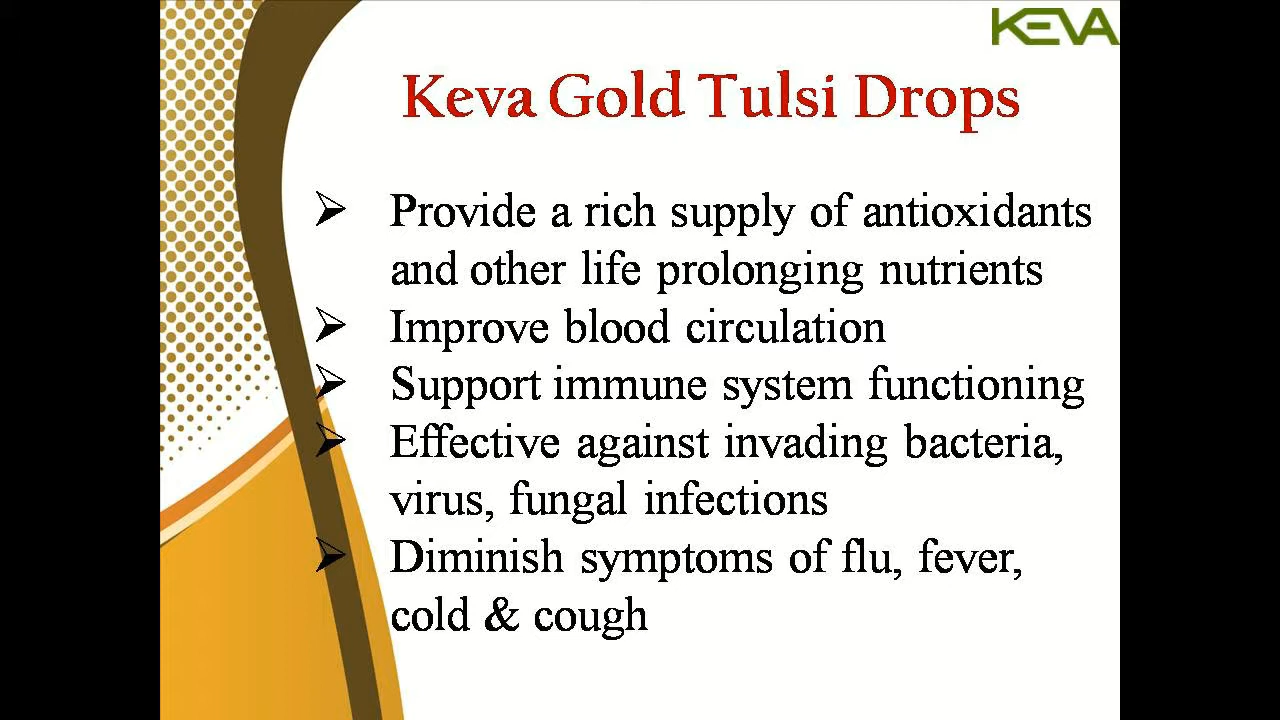 KEVA
Keva Gold Tulsi Drops
➢ Provide a rich supply of antioxidants
and other life prolonging nutrients
➢ Improve blood circulation
➢ Support immune system functioning
➢ Effective against invading bacteria,
virus, fungal infections
➢ Diminish symptoms of flu, fever,
cold & cough